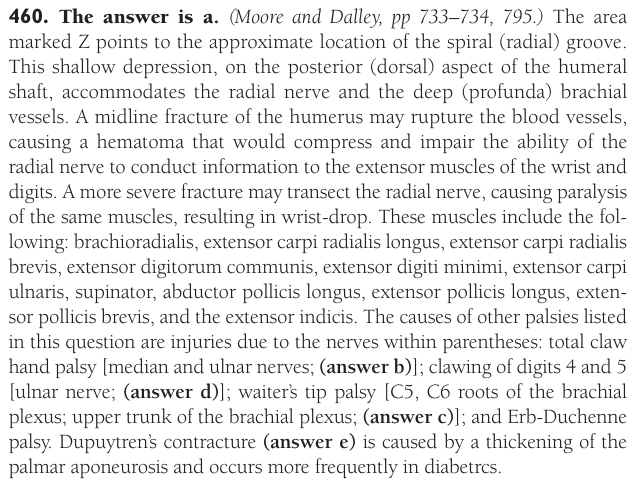 460. The answer is a. (Moore and Dalley, pp 733–734, 795.) The area
marked Z points to the approximate location of the spiral (radial) groove.
This shallow depression, on the posterior (dorsal) aspect of the humeral
shaft, accommodates the radial nerve and the deep (profunda) brachial
vessels. A midline fracture of the humerus may rupture the blood vessels,
causing a hematoma that would compress and impair the ability of the
radial nerve to conduct information to the extensor muscles of the wrist and
digits. A more severe fracture may transect the radial nerve, causing paralysis
of the same muscles, resulting in wrist-drop. These muscles include the fol-
lowing: brachioradialis, extensor carpi radialis longus, extensor carpi radialis
brevis, extensor digitorum communis, extensor digiti minimi, extensor carpi
ulnaris, supinator, abductor pollicis longus, extensor pollicis longus, exten-
sor pollicis brevis, and the extensor indicis. The causes of other palsies listed
in this question are injuries due to the nerves within parentheses: total claw
hand palsy [median and ulnar nerves; (answer b)]; clawing of digits 4 and 5
[ulnar nerve; (answer d)]; waiter's tip palsy [C5, C6 roots of the brachial
plexus; upper trunk of the brachial plexus; (answer c)]; and Erb-Duchenne
palsy. Dupuytren's contracture (answer e) is caused by a thickening of the
palmar aponeurosis and occurs more frequently in diabetrcs.